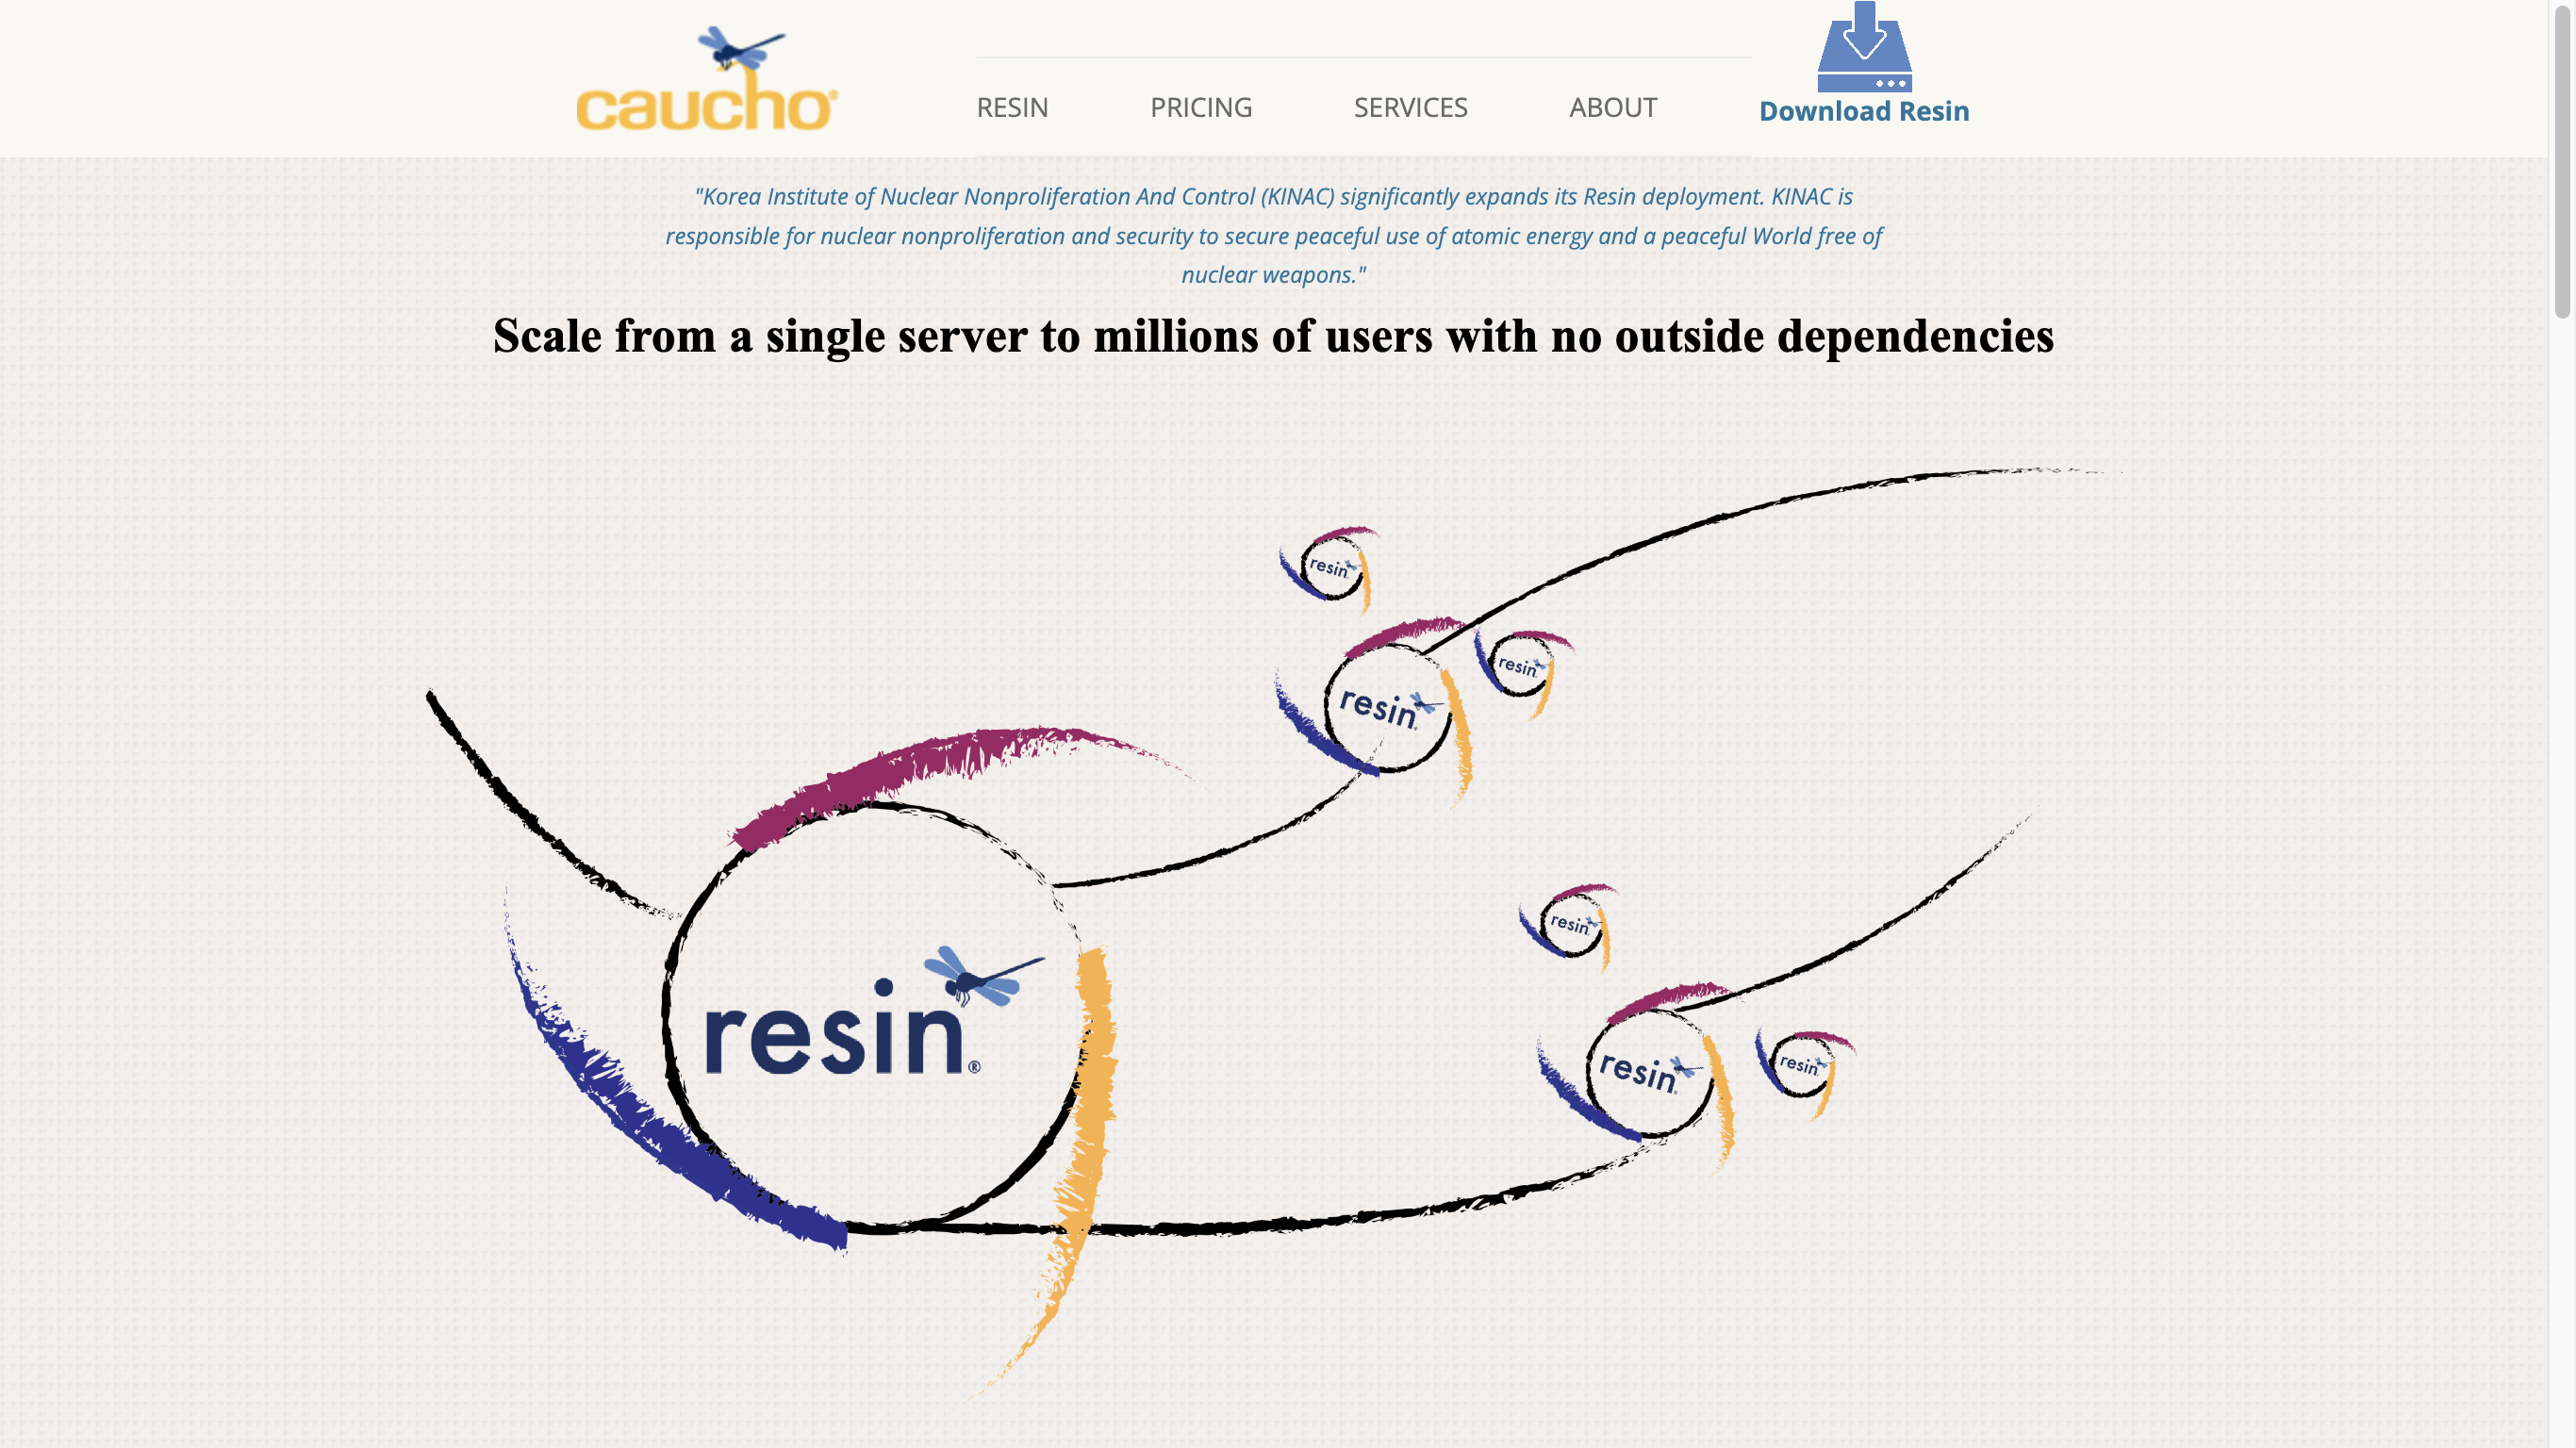 caucho®
RESIN PRICING SERVICES ABOUT Download Resin
"Korea Institute of Nuclear Nonproliferation And Control (KINAC) significantly expands its Resin deployment. KINAC is
responsible for nuclear nonproliferation and security to secure peaceful use of atomic energy and a peaceful World free of
nuclear weapons."
Scale from a single server to millions of users with no outside dependencies
resin
resin
resin
resin
resin®
resin
resin